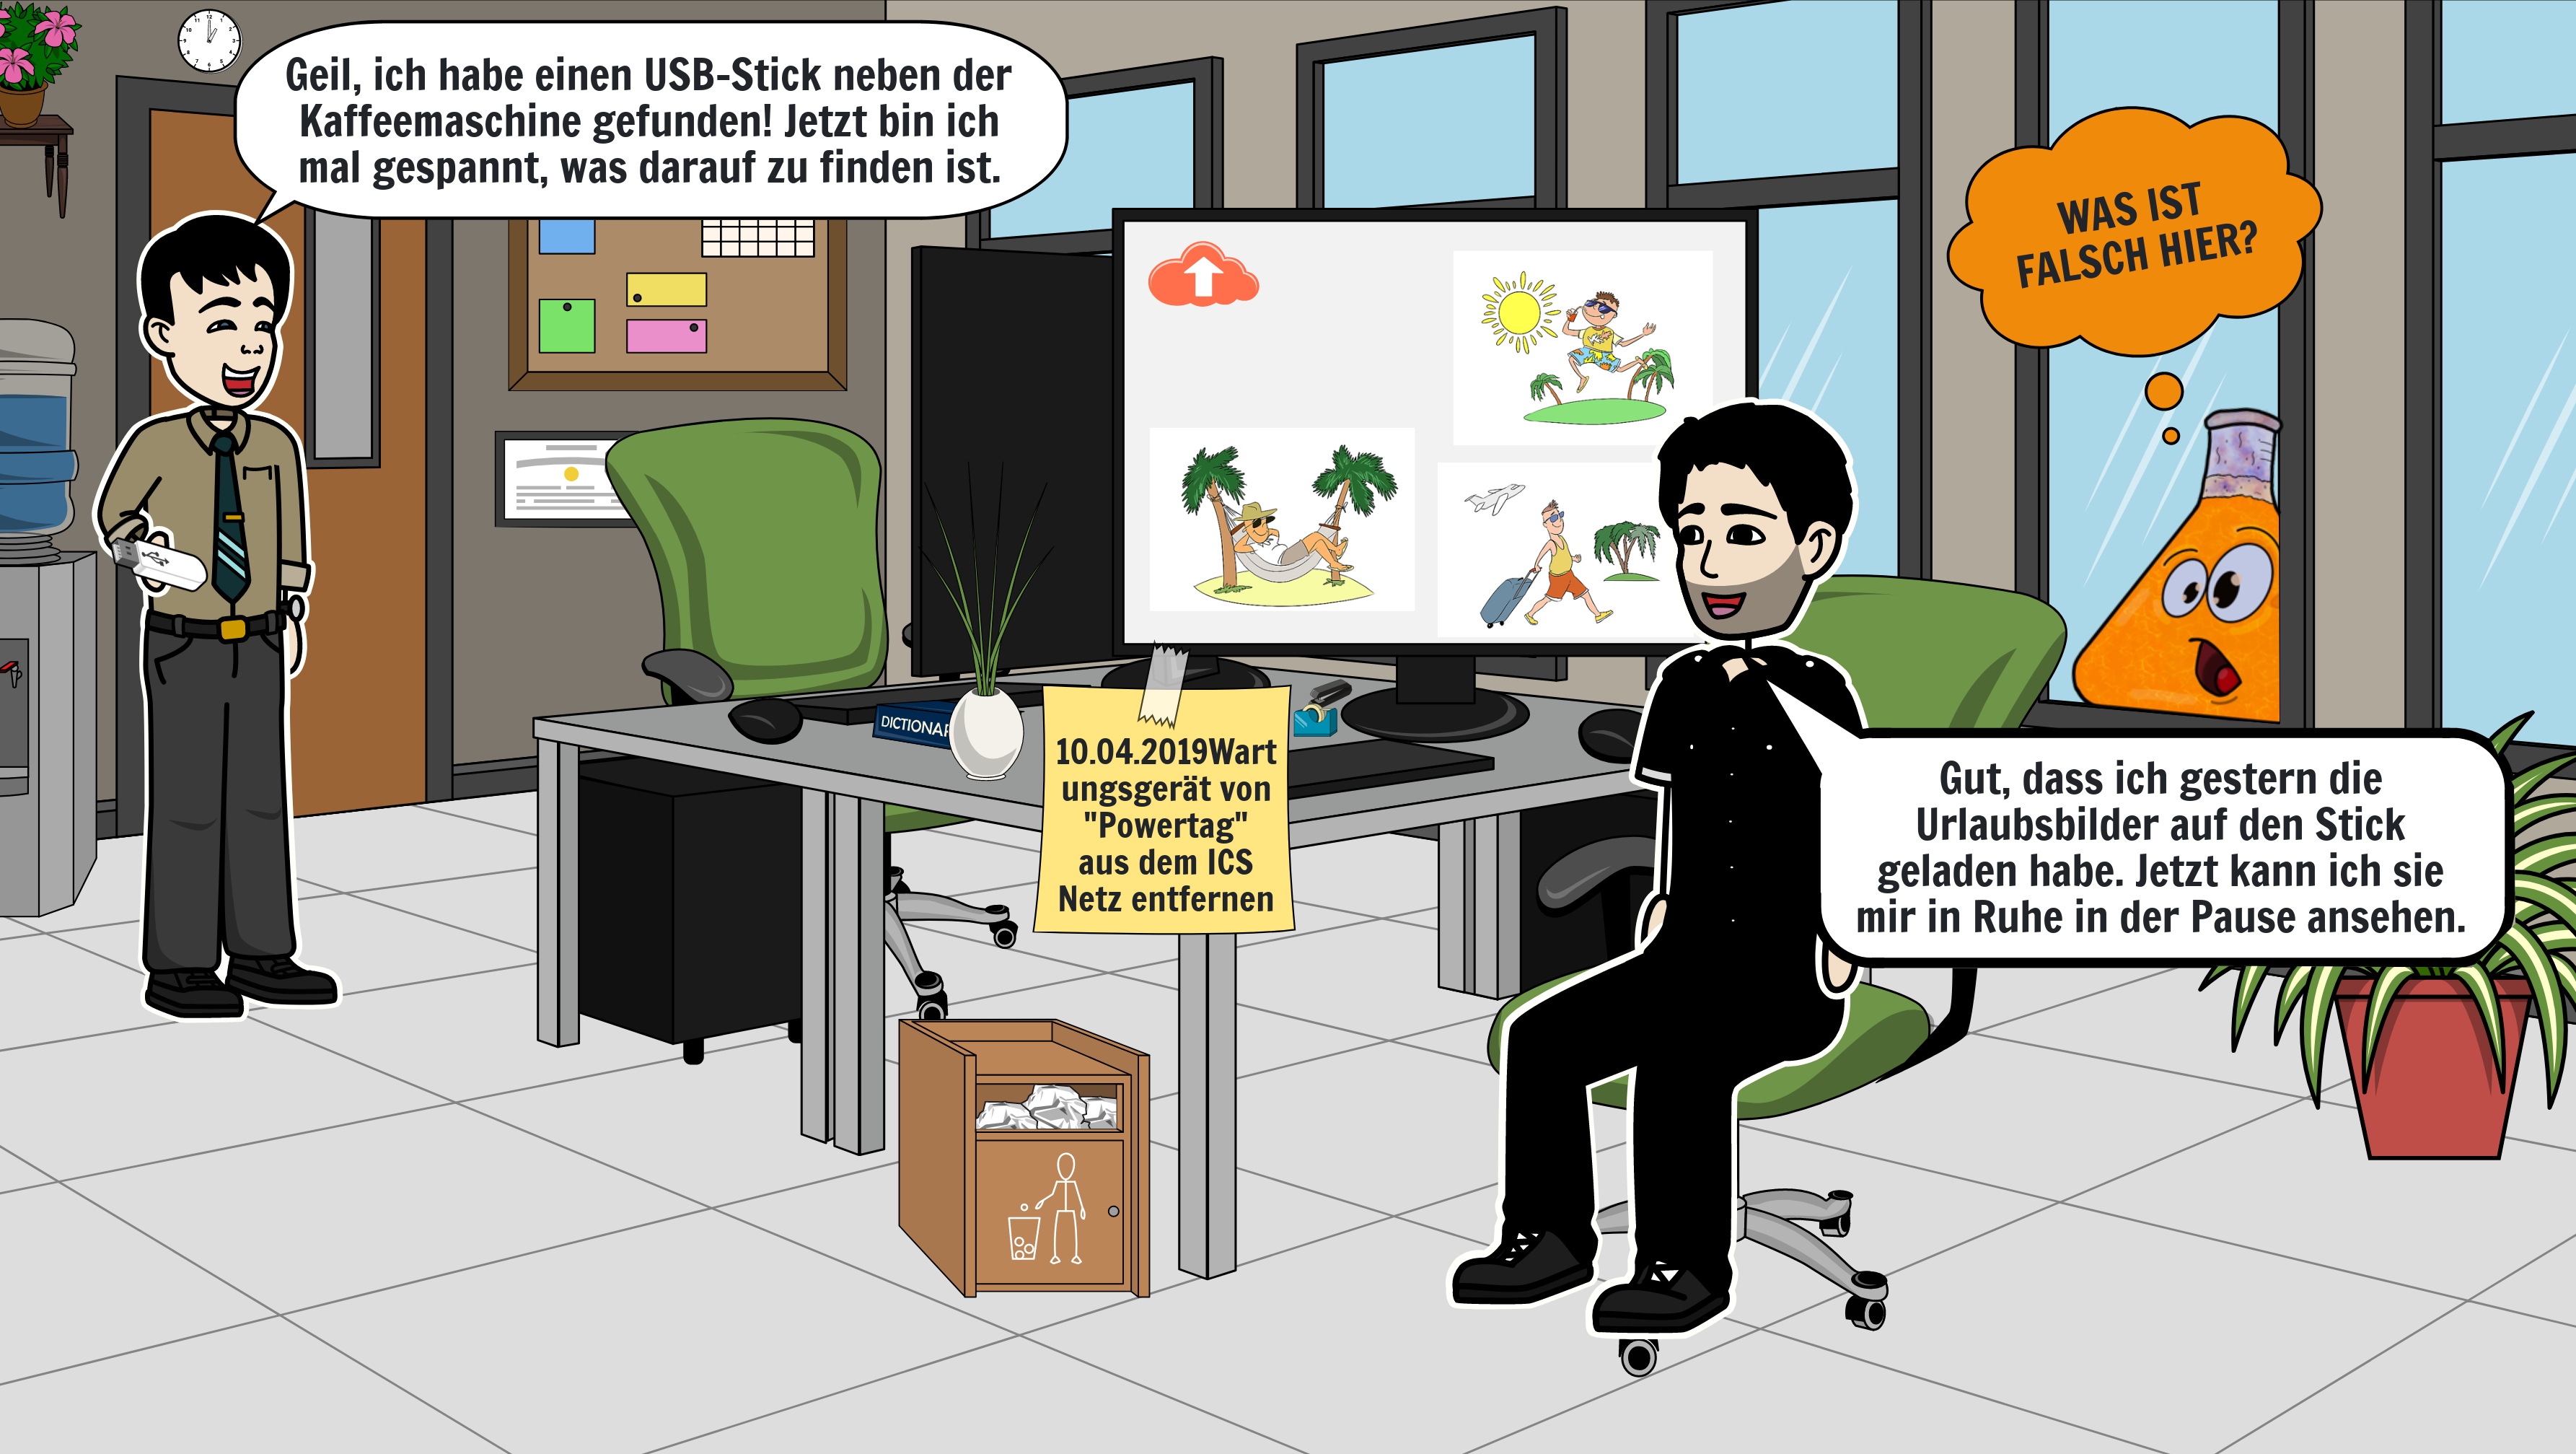 Geil, ich habe einen USB-Stick neben der
Kaffeemaschine gefunden! Jetzt bin ich
mal gespannt, was darauf zu finden ist.
WAS IST
FALSCH HIER?
DICTIONAR
10.04.2019Wart
ungsgerät von
"Powertag"
aus dem ICS
Netz entfernen
Gut, dass ich gestern die
Urlaubsbilder auf den Stick
geladen habe. Jetzt kann ich sie
mir in Ruhe in der Pause ansehen.